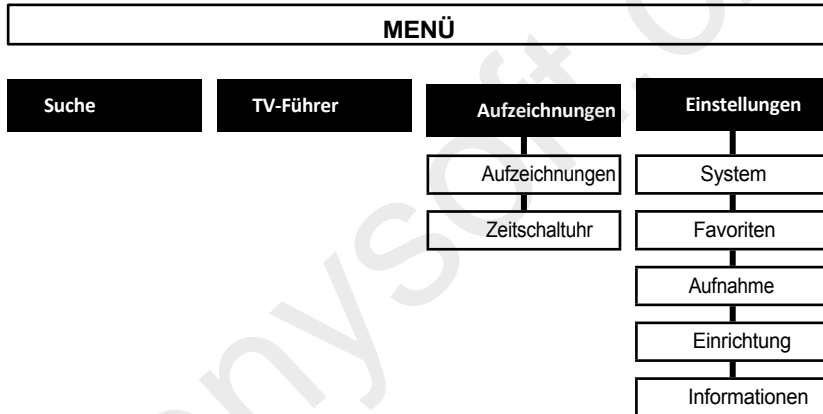 MENÜ
Suche
TV-Führer
Aufzeichnungen
Einstellungen
Aufzeichnungen
System
Zeitschaltuhr
Favoriten
Aufnahme
Einrichtung
Informationen